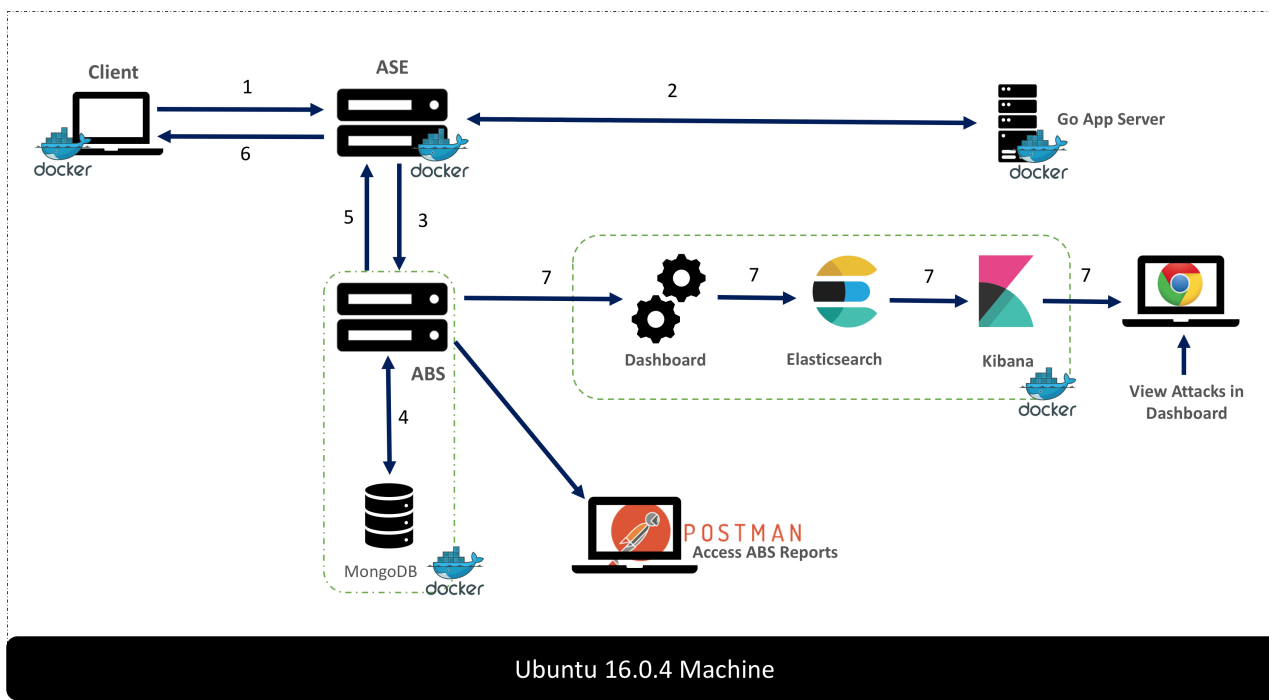 Client
ASE
1
2
6
Go App Server
docker
docker
docker
5
3
7
7
7
7
ABS
Dashboard
Elasticsearch
Kibana
docker
View Attacks in
Dashboard
4
MongoDB
docker
POSTMAN
Access ABS Reports
Ubuntu 16.0.4 Machine